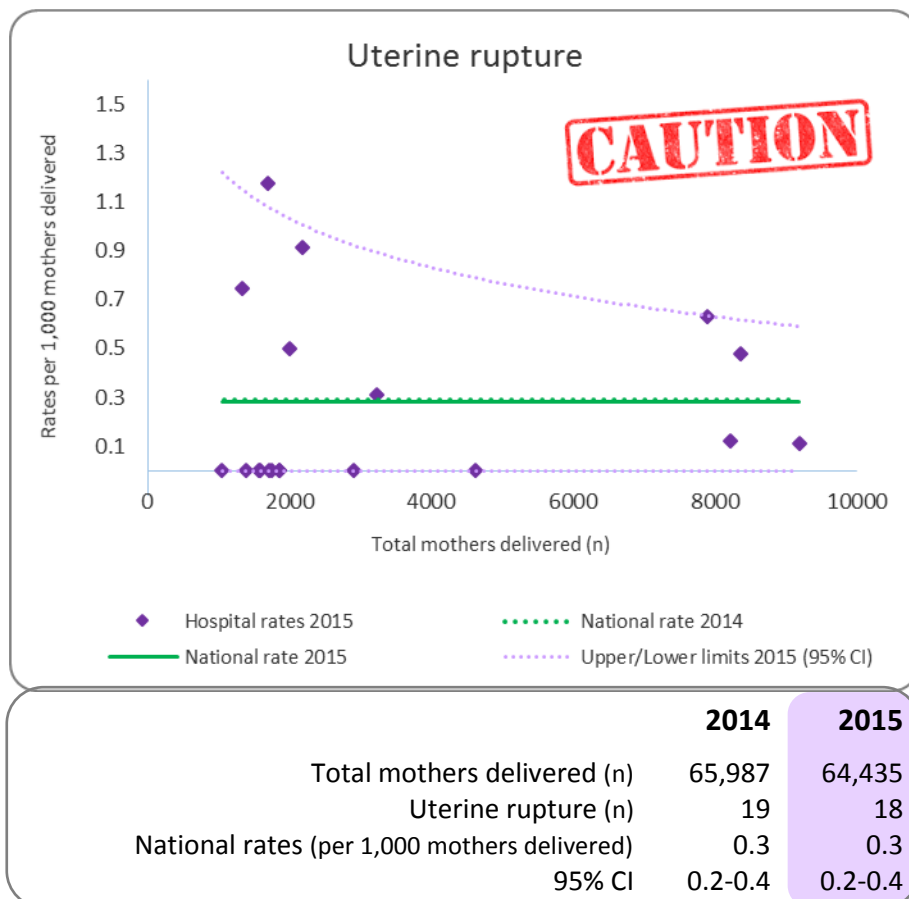 Uterine rupture
CAUTION
Rates per 1,000 mothers delivered
1.5
1.3
1.1
0.9
0.7
0.5
0.3
0.1
0 2000 4000 6000 8000 10000
Total mothers delivered (n)
Hospital rates 2015 National rate 2014
National rate 2015 Upper/Lower limits 2015 (95% CI)
2014 2015
Total mothers delivered (n) 65,987 64,435
Uterine rupture (n) 19 18
National rates (per 1,000 mothers delivered) 0.3 0.3
95% CI 0.2-0.4 0.2-0.4